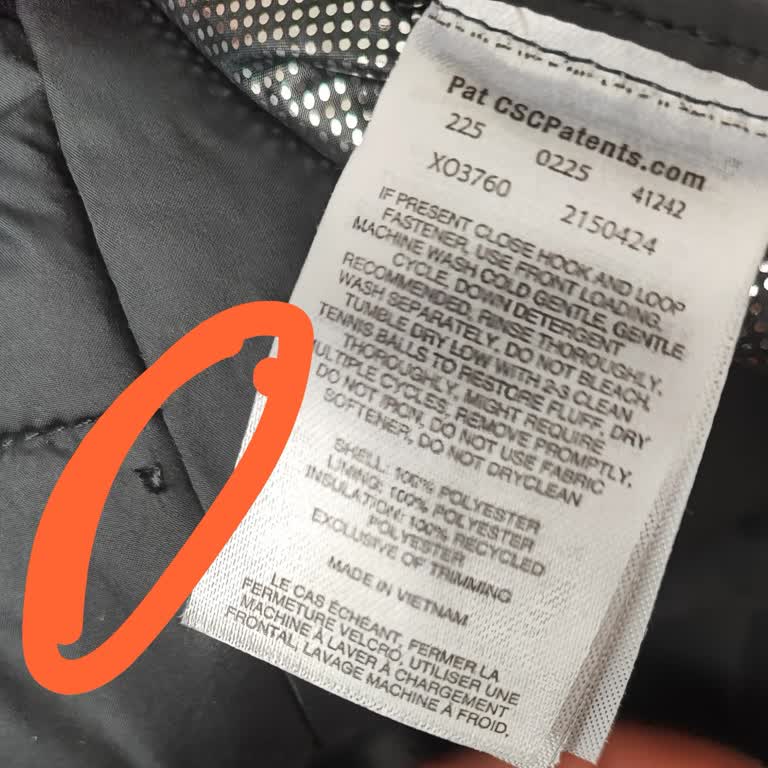 Pat CSCPatents.com
225 0225 41242
XO3760 2150424
IF PRESENT CLOSE HOOK AND LOOP
FASTENER, USE FRONT LOADING,
MACHINE WASH COLD GENTLE, GENTLE
CYCLE, DOWN DETERGENT
RECOMMENDED, RINSE THOROUGHLY,
WASH SEPARATELY, DO NOT BLEACH,
TUMBLE DRY LOW WITH 2-3 CLEAN
TENNIS BALLS TO RESTORE FLUFF, DRY
THOROUGHLY, MIGHT REQUIRE
MULTIPLE CYCLES, REMOVE PROMPTLY,
DO NOT IRON, DO NOT USE FABRIC
SOFTENER, DO NOT DRYCLEAN
SHELL: 100% POLYESTER
LINING: 100% POLYESTER
INSULATION: 100% RECYCLED
POLYESTER
EXCLUSIVE OF TRIMMING
MADE IN VIETNAM
LE CAS ÉCHÉANT, FERMER LA
FERMETURE VELCRO, UTILISER UNE
MACHINE À LAVER À CHARGEMENT
FRONTAL, LAVAGE MACHINE À FROID,